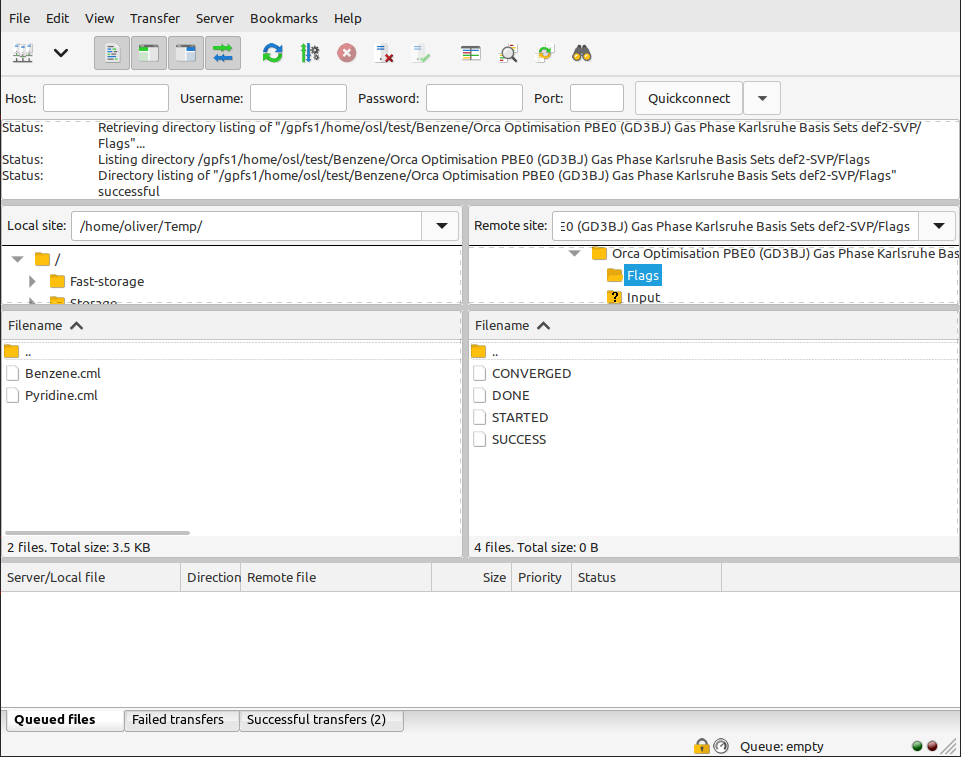 File Edit View Transfer Server Bookmarks Help
Host: Username: Password: Port: Quickconnect
Status: Retrieving directory listing of "/gpfs1/home/osl/test/Benzene/Orca Optimisation PBE0 (GD3BJ) Gas Phase Karlsruhe Basis Sets def2-SVP/
Flags"...
Status: Listing directory /gpfs1/home/osl/test/Benzene/Orca Optimisation PBE0 (GD3BJ) Gas Phase Karlsruhe Basis Sets def2-SVP/Flags
Status: Directory listing of "/gpfs1/home/osl/test/Benzene/Orca Optimisation PBE0 (GD3BJ) Gas Phase Karlsruhe Basis Sets def2-SVP/Flags"
successful
Local site: /home/oliver/Temp/
Remote site: E0 (GD3BJ) Gas Phase Karlsruhe Basis Sets def2-SVP/Flags
/
Fast-storage
Storage
Orca Optimisation PBE0 (GD3BJ) Gas Phase Karlsruhe Bas
Flags
? Input
Filename
..
Benzene.cml
Pyridine.cml
2 files. Total size: 3.5 KB
Filename
..
CONVERGED
DONE
STARTED
SUCCESS
4 files. Total size: 0 B
Server/Local file Direction Remote file Size Priority Status
Queued files Failed transfers Successful transfers (2)
Queue: empty